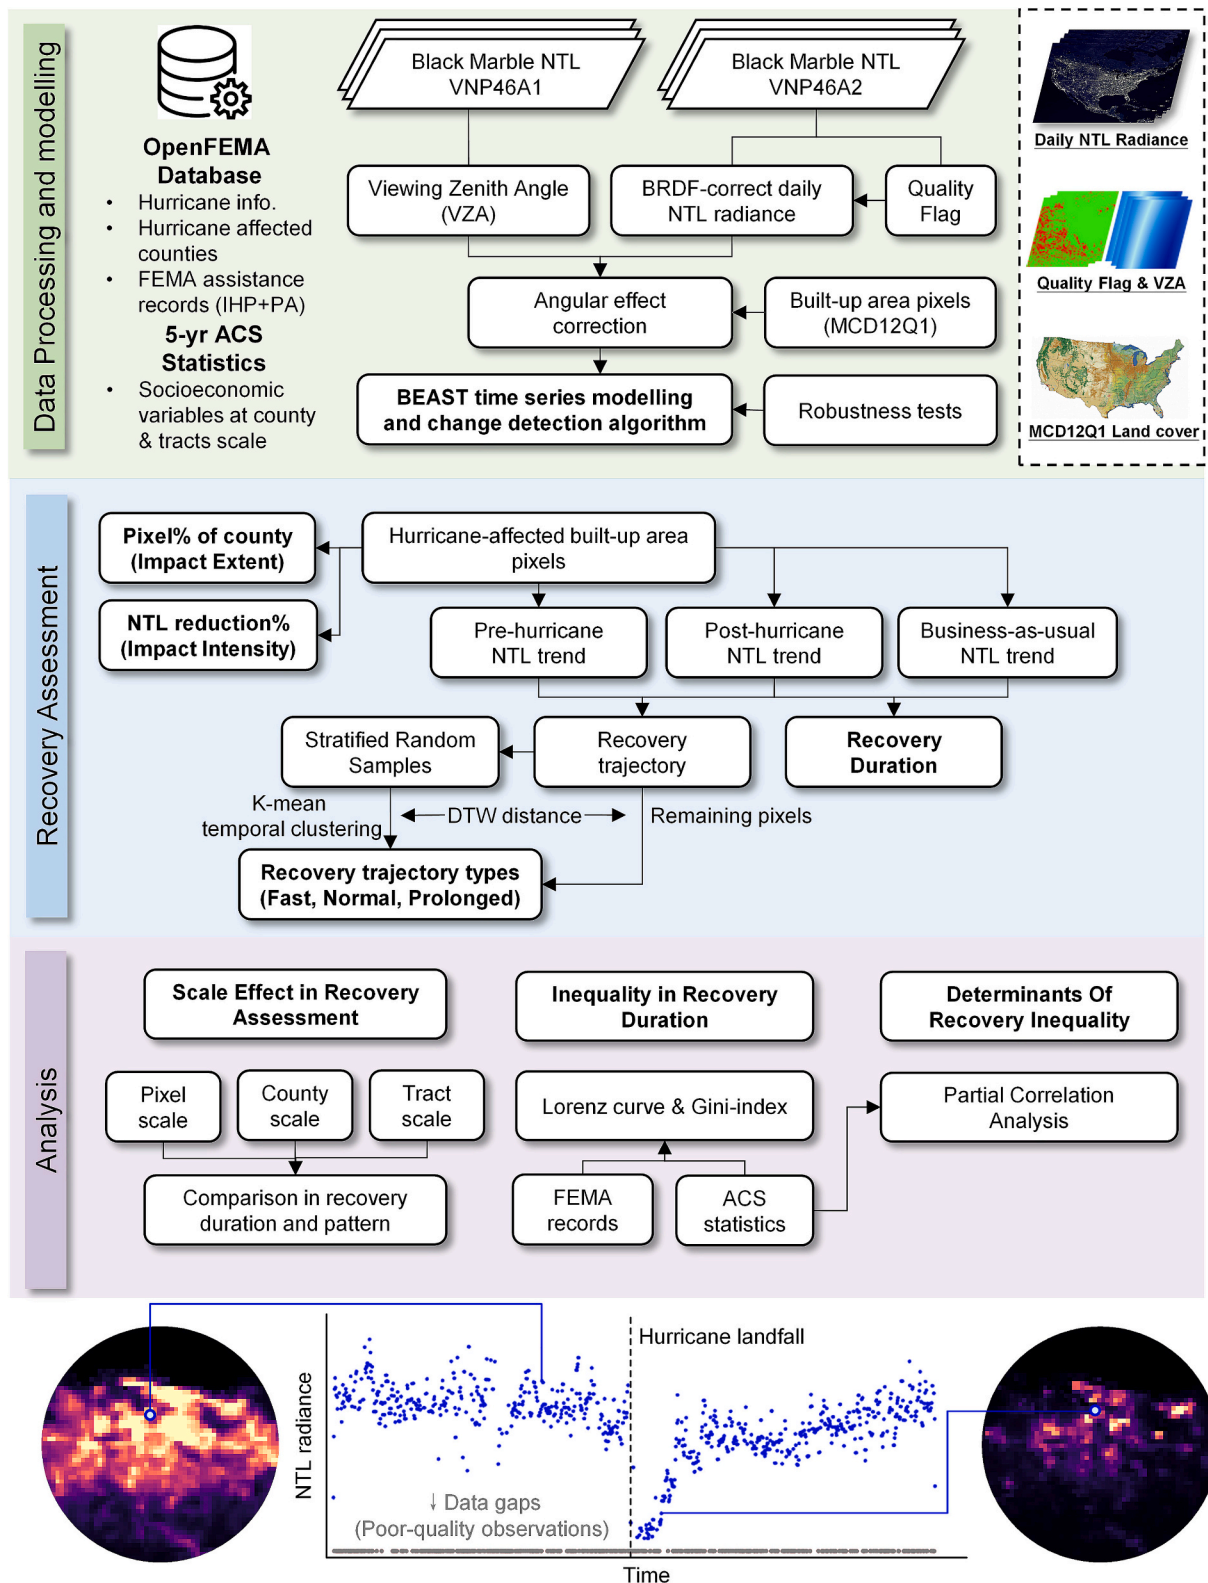 Data Processing and modelling
OpenFEMA
Database
• Hurricane info.
• Hurricane affected
counties
• FEMA assistance
records (IHP+PA)
5-yr ACS
Statistics
• Socioeconomic
variables at county
& tracts scale
Black Marble NTL
VNP46A1
Black Marble NTL
VNP46A2
Viewing Zenith Angle
(VZA)
BRDF-correct daily
NTL radiance
Quality
Flag
Angular effect
correction
Built-up area pixels
(MCD12Q1)
BEAST time series modelling
and change detection algorithm
Robustness tests
Daily NTL Radiance
Quality Flag & VZA
MCD12Q1 Land cover
Recovery Assessment
Pixel% of county
(Impact Extent)
NTL reduction%
(Impact Intensity)
Hurricane-affected built-up area
pixels
Pre-hurricane
NTL trend
Post-hurricane
NTL trend
Business-as-usual
NTL trend
Stratified Random
Samples
Recovery
trajectory
Recovery
Duration
K-mean
temporal clustering
DTW distance
Remaining pixels
Recovery trajectory types
(Fast, Normal, Prolonged)
Analysis
Scale Effect in Recovery
Assessment
Pixel
scale
County
scale
Tract
scale
Comparison in recovery
duration and pattern
Inequality in Recovery
Duration
Lorenz curve & Gini-index
FEMA
records
ACS
statistics
Determinants Of
Recovery Inequality
Partial Correlation
Analysis
NTL radiance
Hurricane landfall
↓ Data gaps
(Poor-quality observations)
Time